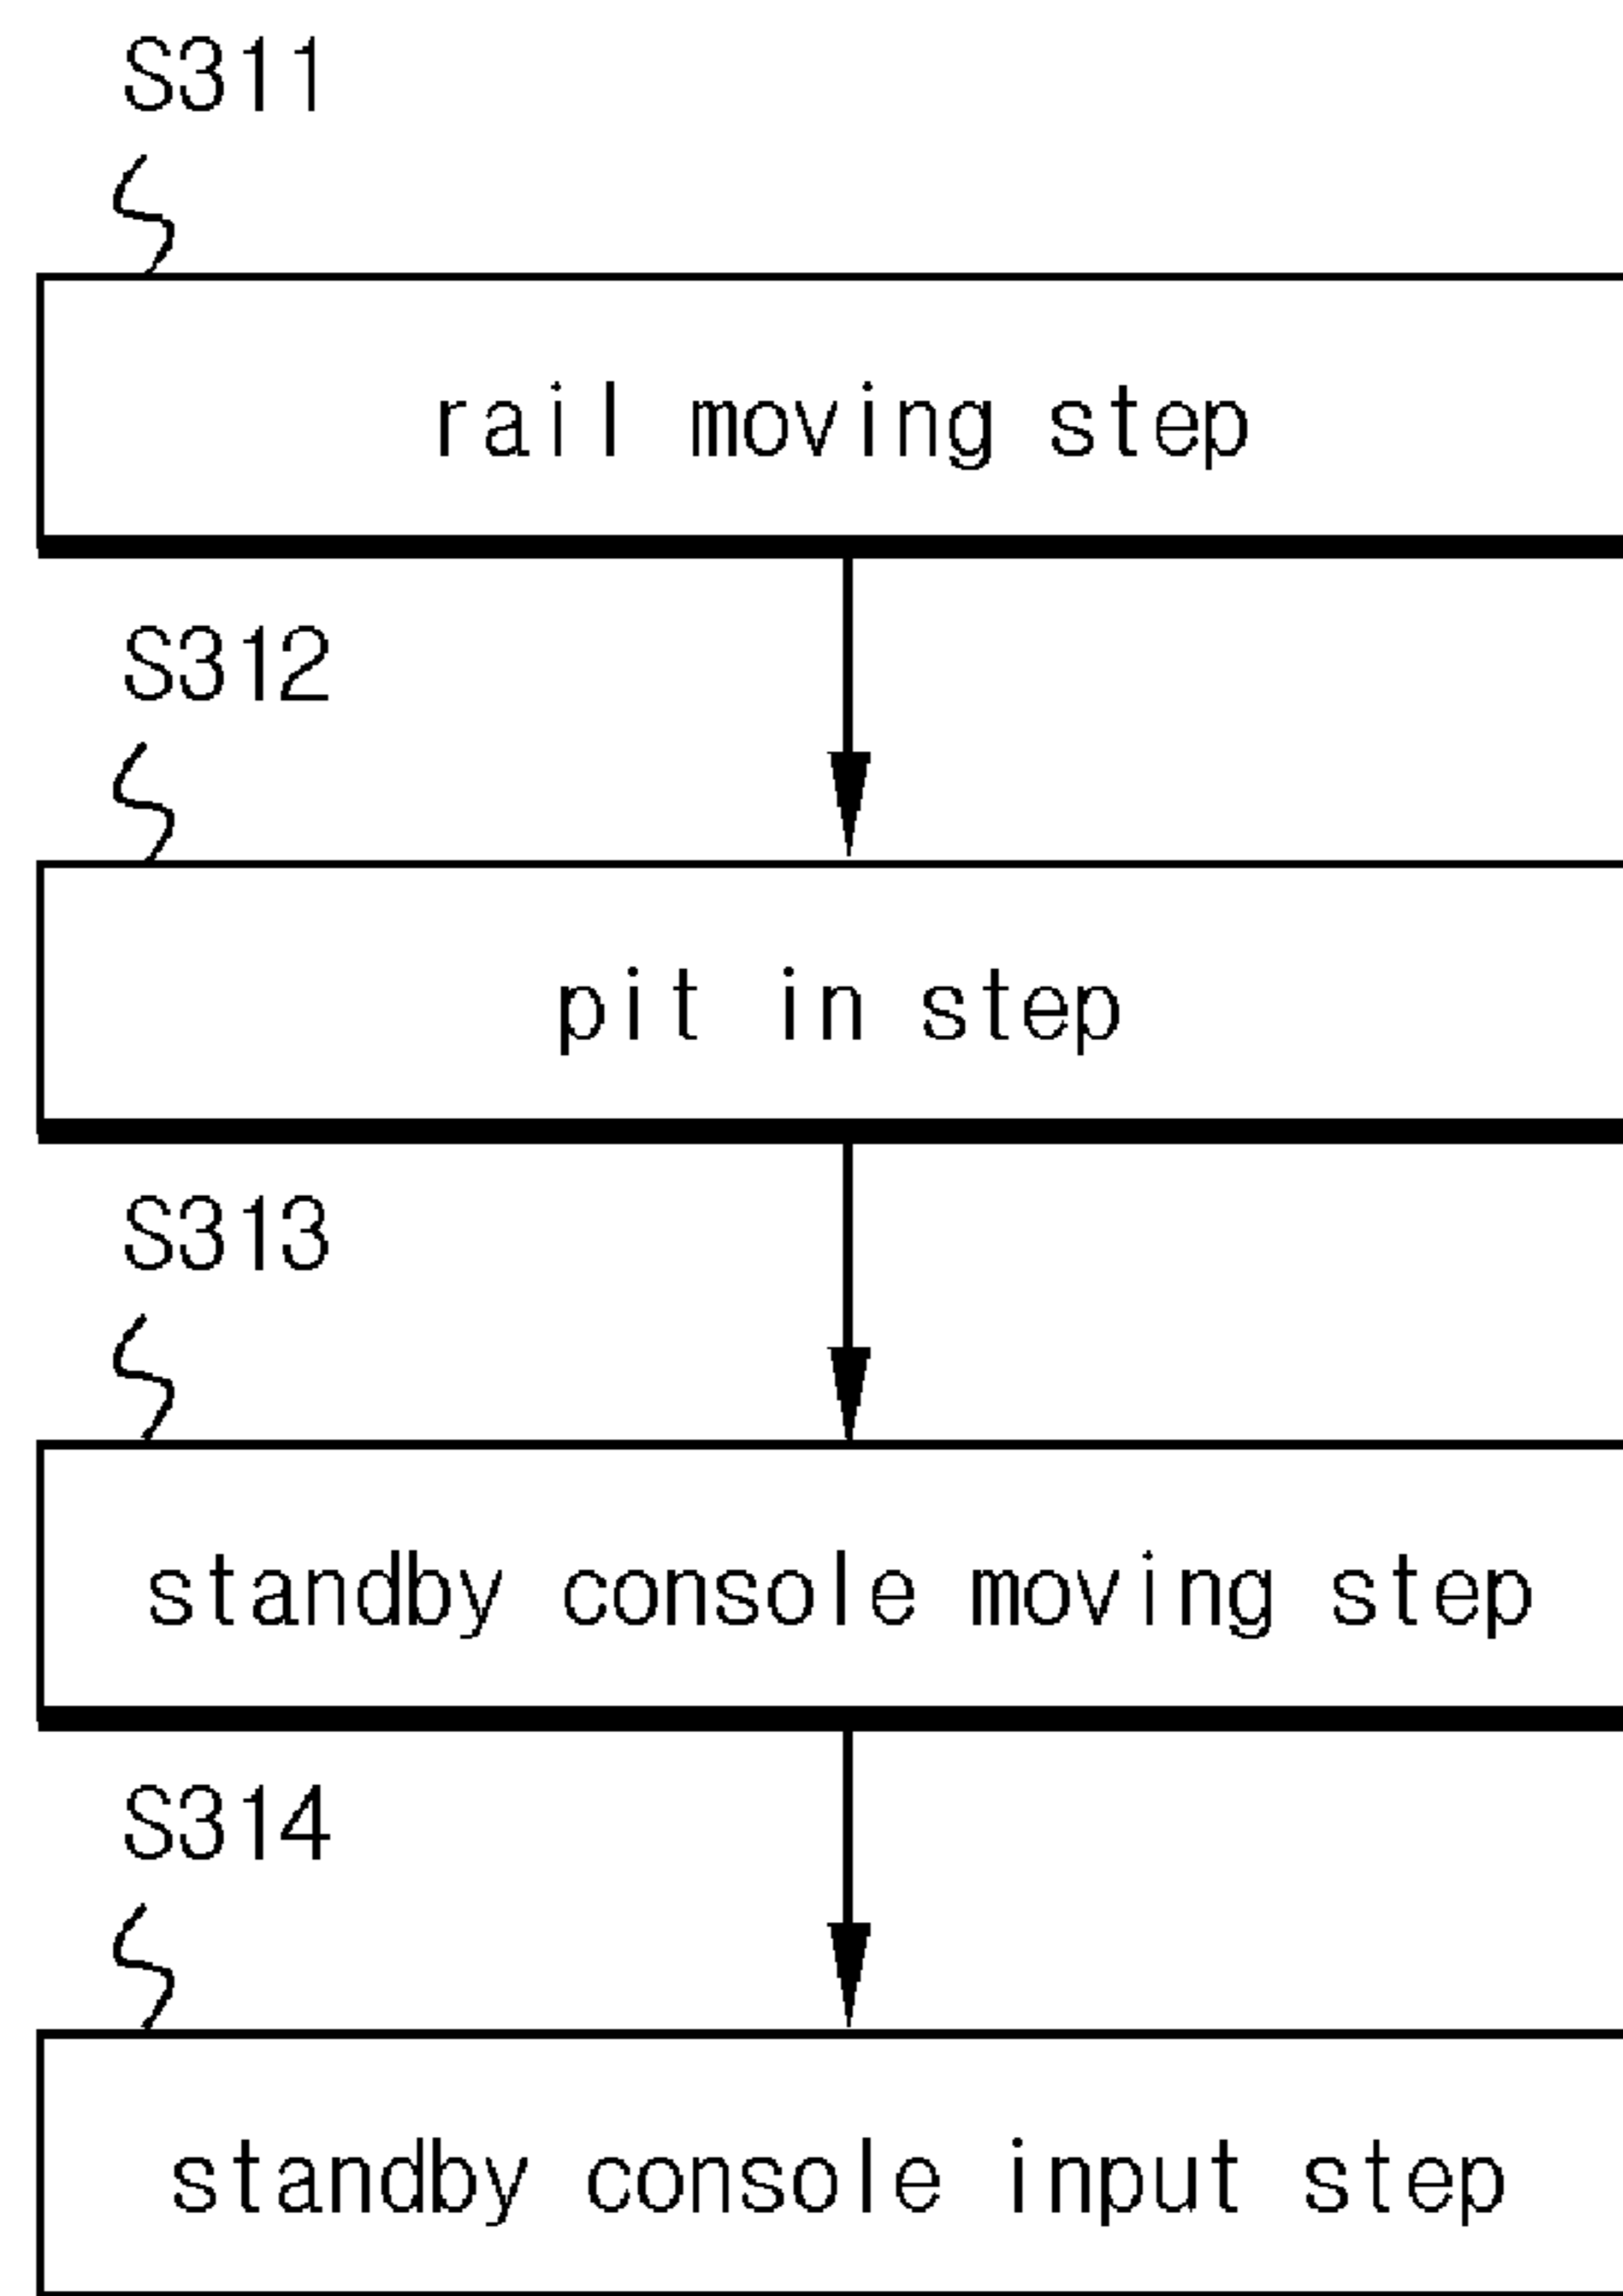 S311
rail moving step
S312
pit in step
S313
standby console moving step
S314
standby console input step